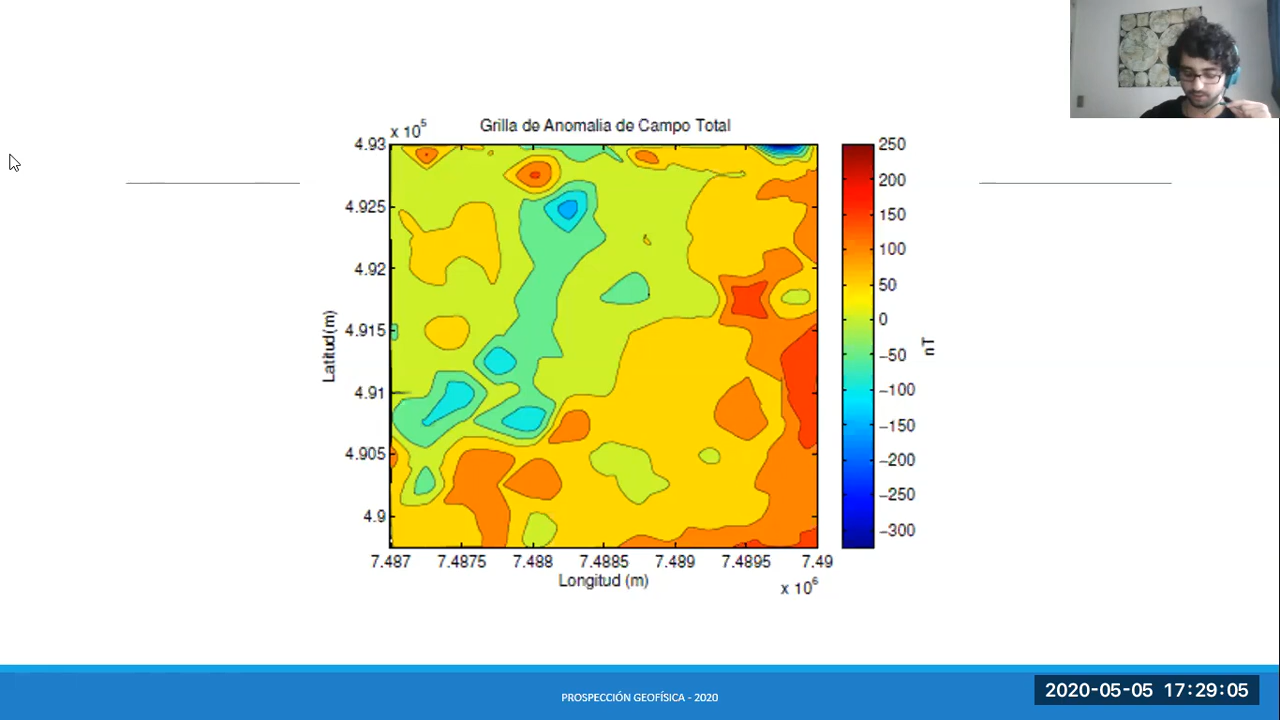 Grilla de Anomalia de Campo Total
x 10^5
4.93
4.925
4.92
4.915
4.91
4.905
4.9
Latitud(m)
7.487 7.4875 7.488 7.4885 7.489 7.4895 7.49
Longitud (m)
x 10^6
250
200
150
100
50
0
−50
−100
−150
−200
−250
−300
nT
PROSPECCIÓN GEOFÍSICA - 2020
2020-05-05 17:29:05